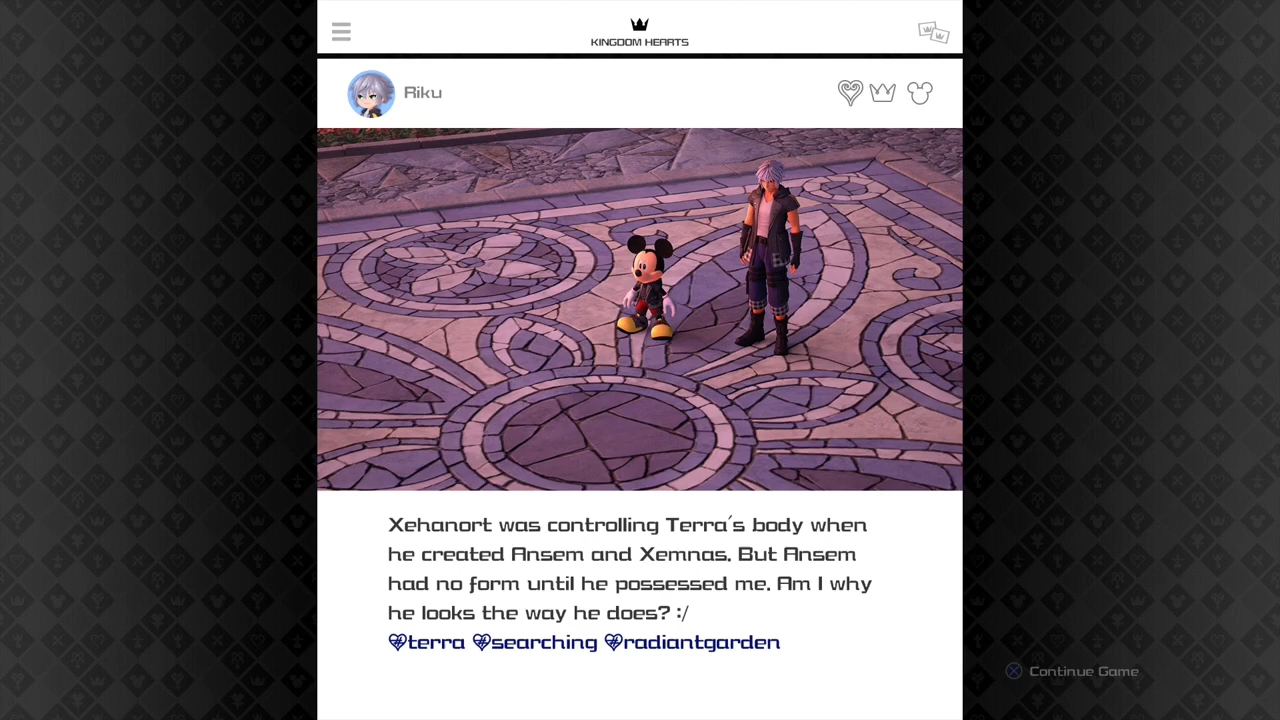 KINGDOM HEARTS
Riku
Xehanort was controlling Terra's body when
he created Ansem and Xemnas. But Ansem
had no form until he possessed me. Am I why
he looks the way he does? :/
#terra #searching #radiantgarden
Continue Game